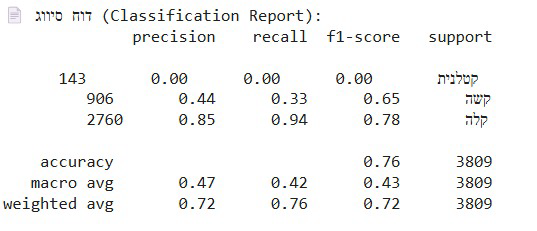 דוח סיווג (Classification Report):
precision recall f1-score support
143 0.00 0.00 0.00 קטלנית
906 0.44 0.33 0.65 קשה
2760 0.85 0.94 0.78 קלה
accuracy 0.76 3809
macro avg 0.47 0.42 0.43 3809
weighted avg 0.72 0.76 0.72 3809